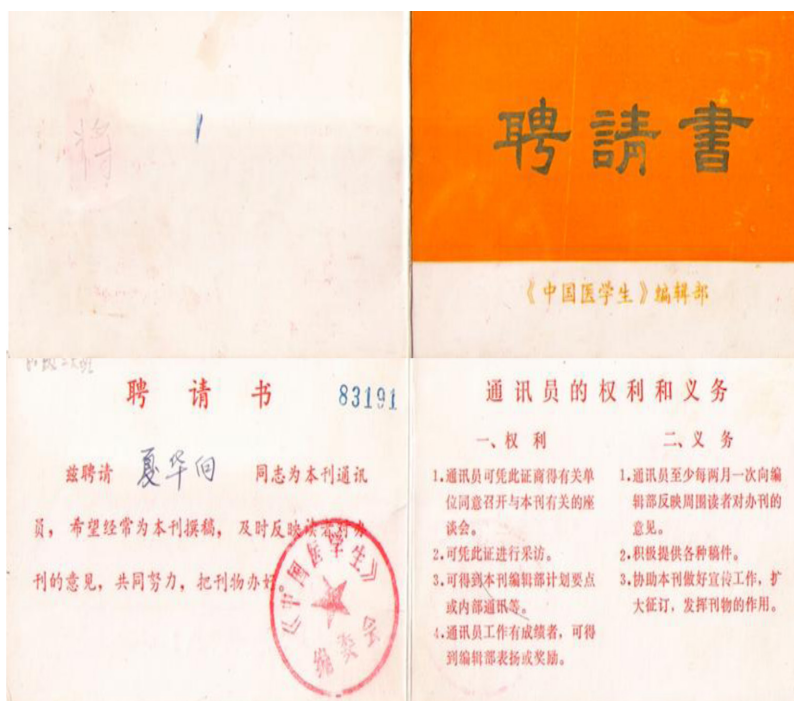 聘請書
《中国医学生》编辑部
聘请书
83191
兹聘请 夏华向 同志为本刊通讯
员，希望经常为本刊撰稿，及时反映读者对办
刊的意见，共同努力，把刊物办好。
《中国医学生》
编委会
通讯员的权利和义务
一、权利
1.通讯员可凭此证商得有关单
位同意召开与本刊有关的座
谈会。
2.可凭此证进行采访。
3.可得到本刊编辑部计划要点
或内部通讯等。
4.通讯员工作有成绩者，可得
到编辑部表扬或奖励。
二、义务
1.通讯员至少每两月一次向编
辑部反映周围读者对办刊的
意见。
2.积极提供各种稿件。
3.协助本刊做好宣传工作，扩
大征订，发挥刊物的作用。